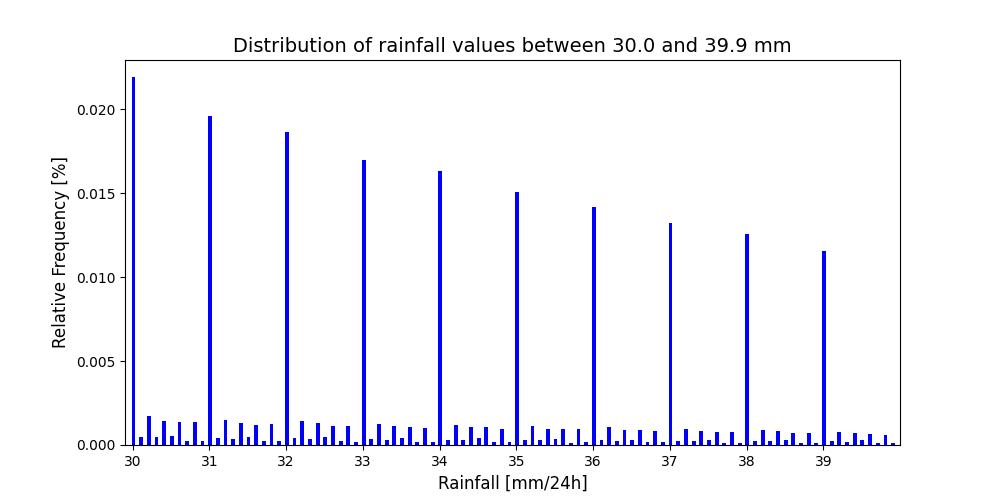 Distribution of rainfall values between 30.0 and 39.9 mm
Relative Frequency [%]
0.020
0.015
0.010
0.005
0.000
30 31 32 33 34 35 36 37 38 39
Rainfall [mm/24h]